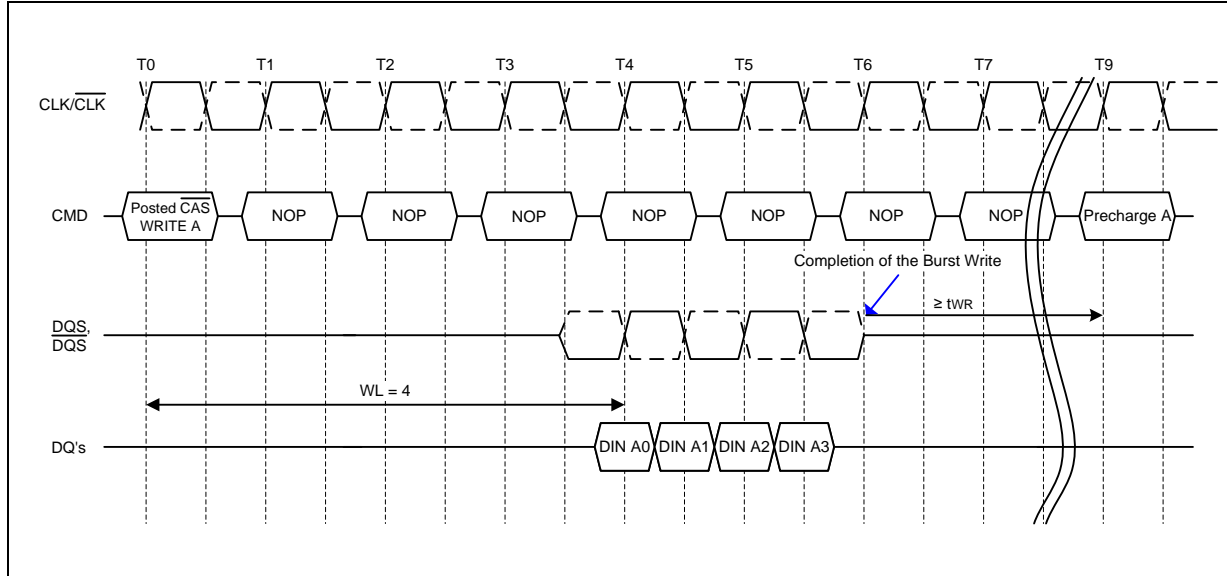 T0 T1 T2 T3 T4 T5 T6 T7 T9
CLK/CLK
CMD
Posted CAS
WRITE A
NOP NOP NOP NOP NOP NOP NOP Precharge A
Completion of the Burst Write
≥ tWR
DQS,
DQS
WL = 4
DQ's
DIN A0 DIN A1 DIN A2 DIN A3